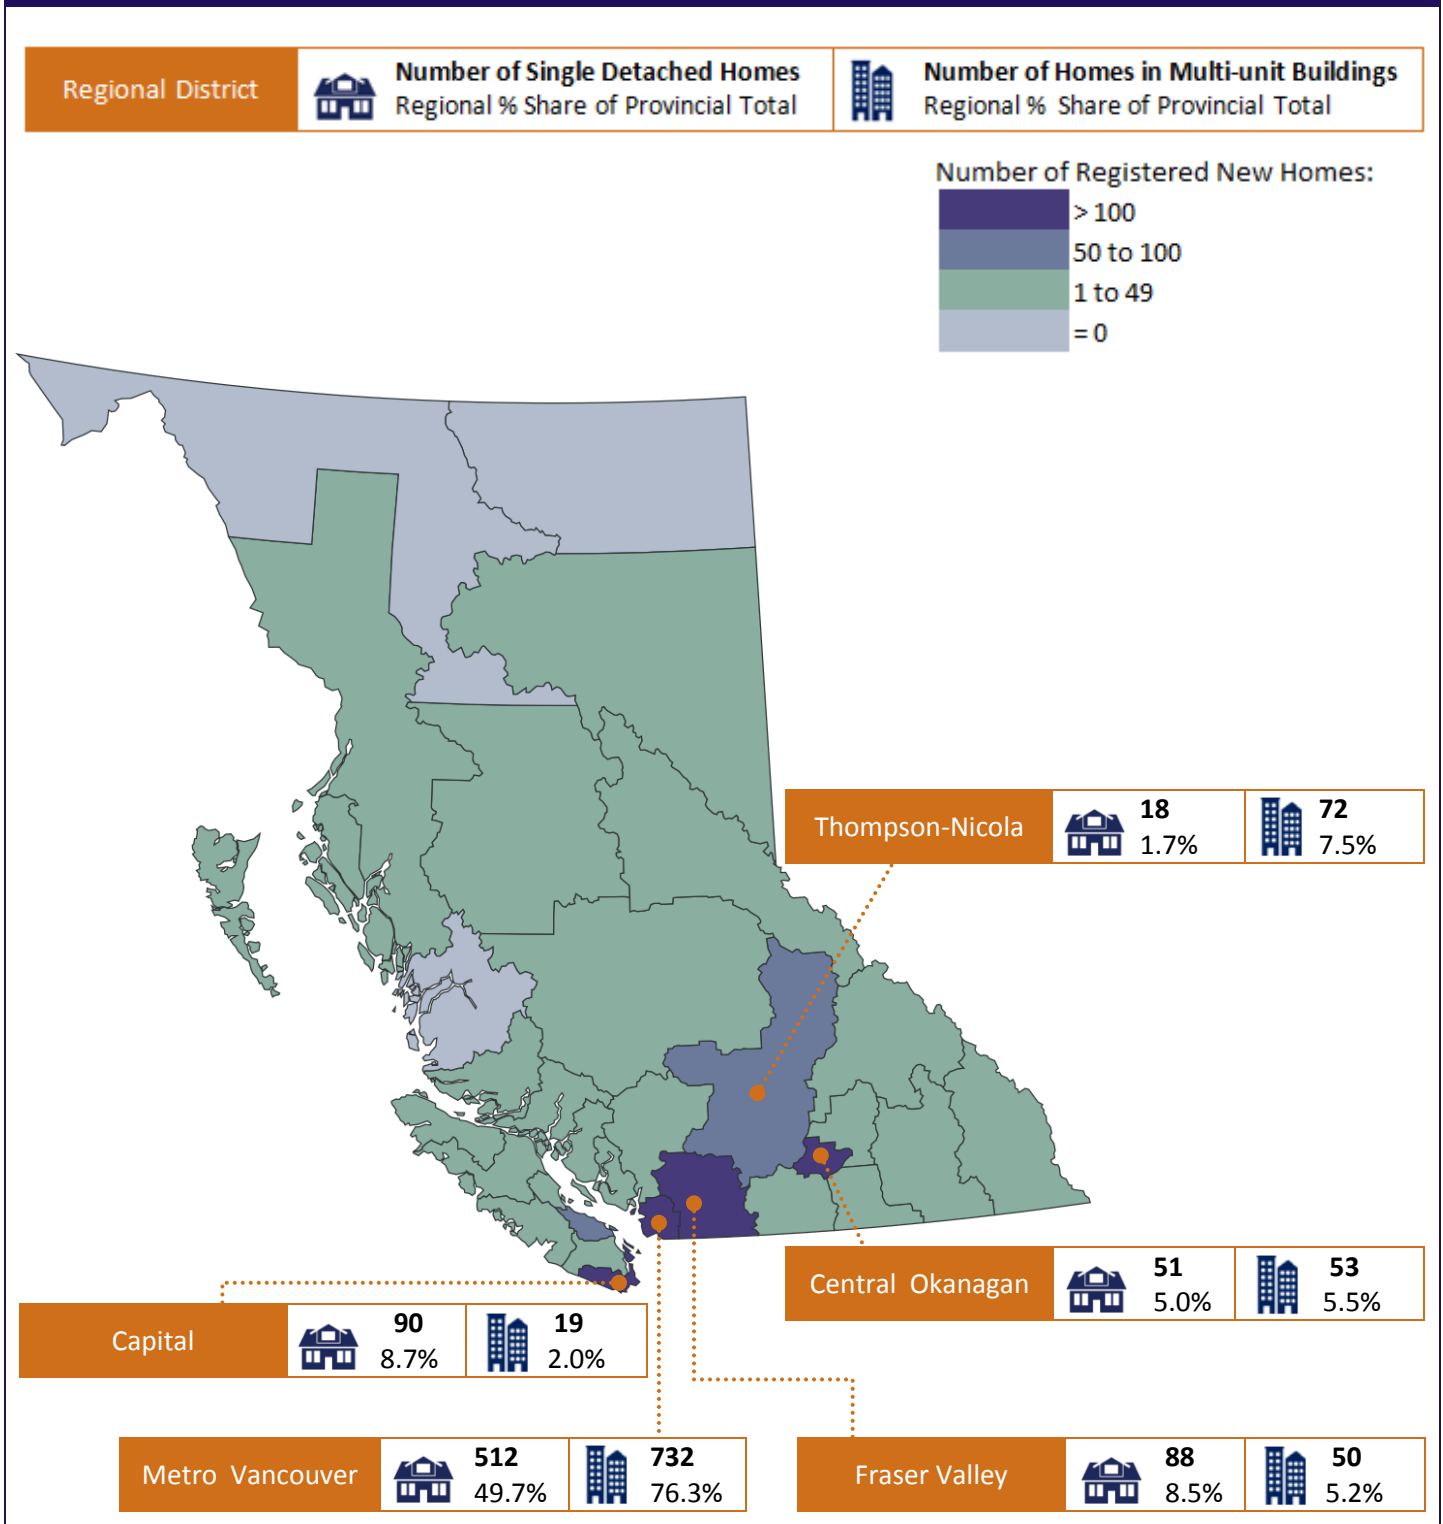 Regional District
Number of Single Detached Homes
Regional % Share of Provincial Total
Number of Homes in Multi-unit Buildings
Regional % Share of Provincial Total
Number of Registered New Homes:
> 100
50 to 100
1 to 49
= 0
Thompson-Nicola
18
1.7%
72
7.5%
Central Okanagan
51
5.0%
53
5.5%
Capital
90
8.7%
19
2.0%
Metro Vancouver
512
49.7%
732
76.3%
Fraser Valley
88
8.5%
50
5.2%